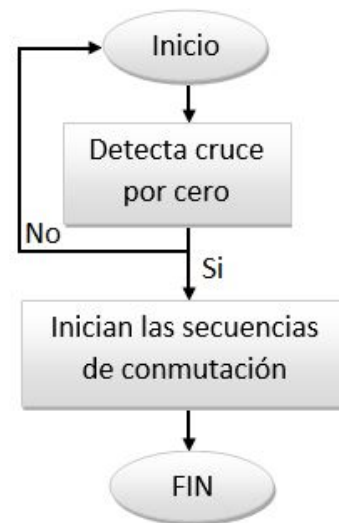 Inicio
Detecta cruce
por cero
No
Si
Inician las secuencias
de conmutación
FIN